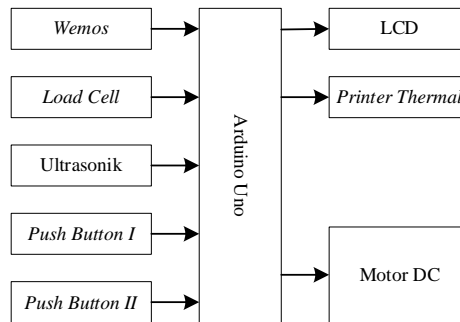 Wemos
Load Cell
Ultrasonik
Push Button I
Push Button II
Arduino Uno
LCD
Printer Thermal
Motor DC